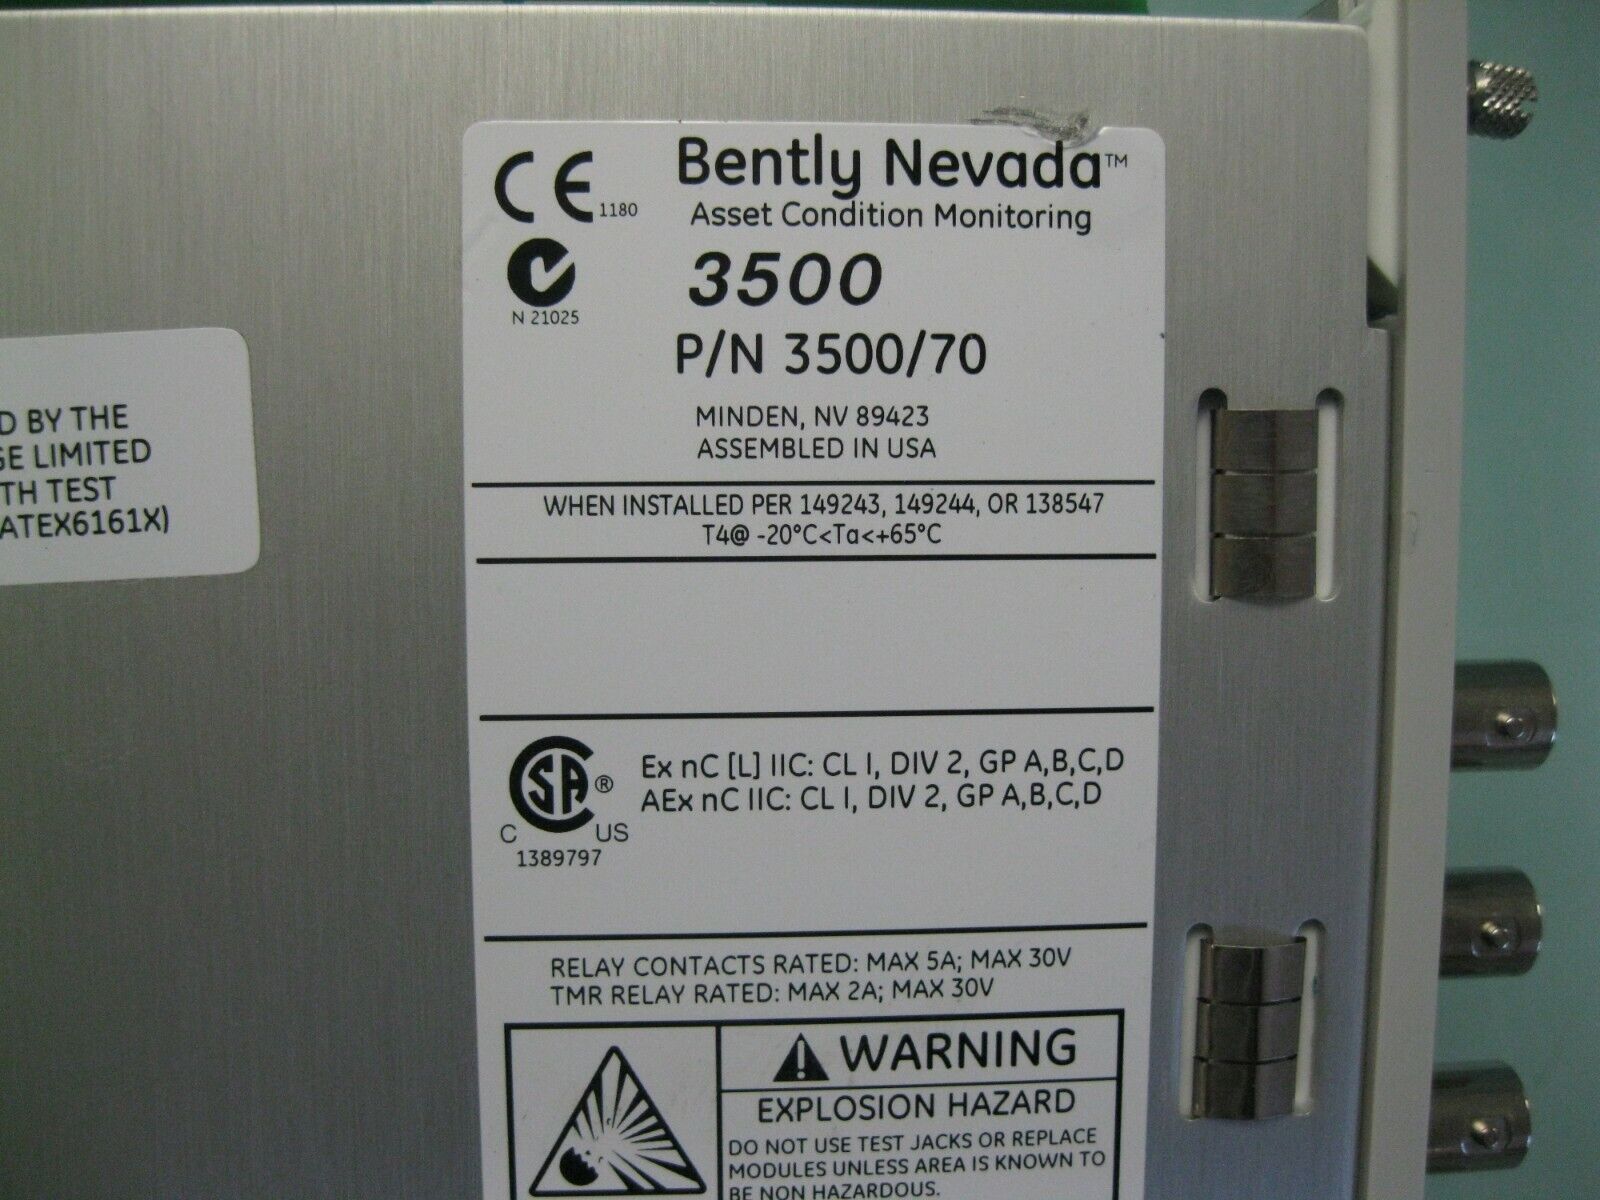 Bently Nevada™
Asset Condition Monitoring
CE 1180
N 21025
3500
P/N 3500/70
MINDEN, NV 89423
ASSEMBLED IN USA
WHEN INSTALLED PER 149243, 149244, OR 138547
T4@ -20°C<Ta<+65°C
BY THE
LIMITED
TEST
ATEX6161X)
CSA®
C US
1389797
Ex nC [L] IIC: CL I, DIV 2, GP A,B,C,D
AEx nC IIC: CL I, DIV 2, GP A,B,C,D
RELAY CONTACTS RATED: MAX 5A; MAX 30V
TMR RELAY RATED: MAX 2A; MAX 30V
WARNING
EXPLOSION HAZARD
DO NOT USE TEST JACKS OR REPLACE
MODULES UNLESS AREA IS KNOWN TO
BE NON HAZARDOUS.